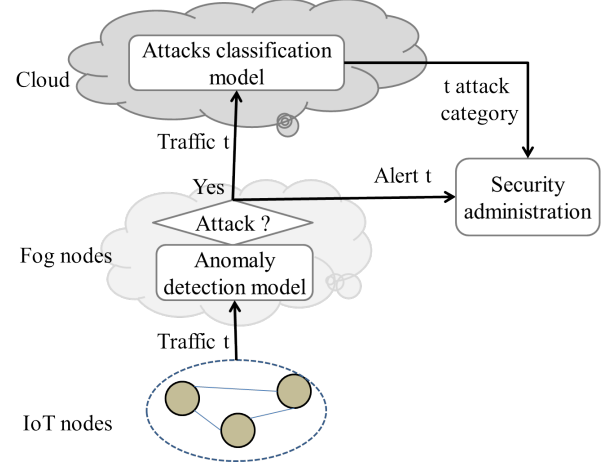 Attacks classification
model
Cloud
t attack
category
Traffic t
Yes
Alert t
Security
administration
Attack ?
Fog nodes
Anomaly
detection model
Traffic t
IoT nodes